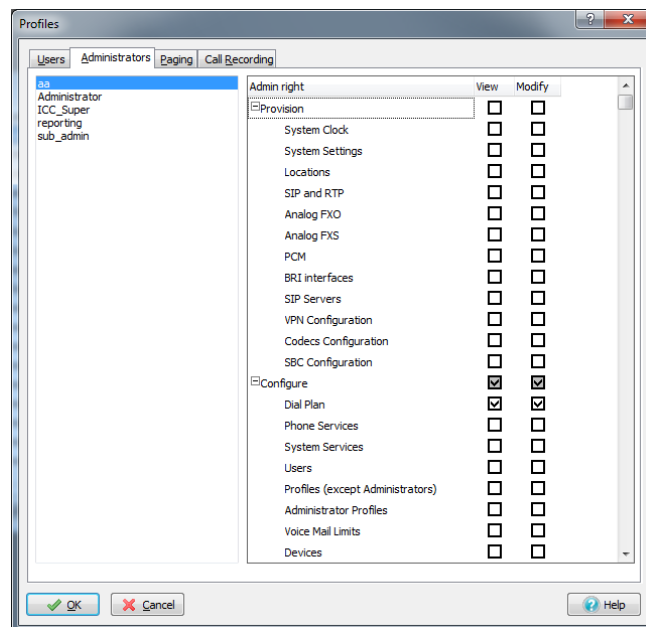 Profiles
Users Administrators Paging Call Recording
aa
Administrator
ICC_Super
reporting
sub_admin
Admin right View Modify
Provision
System Clock
System Settings
Locations
SIP and RTP
Analog FXO
Analog FXS
PCM
BRI interfaces
SIP Servers
VPN Configuration
Codecs Configuration
SBC Configuration
Configure
Dial Plan
Phone Services
System Services
Users
Profiles (except Administrators)
Administrator Profiles
Voice Mail Limits
Devices
OK Cancel Help